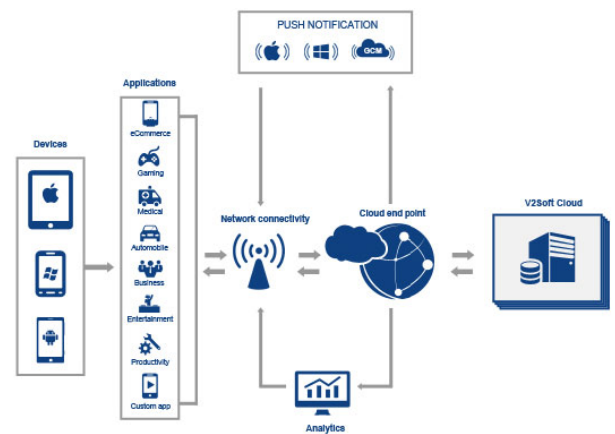 PUSH NOTIFICATION
GCM
Applications
eCommerce
Devices
Gaming
Medical
Network connectivity
Cloud end point
V2Soft Cloud
Automobile
Business
Entertainment
Productivity
Custom app
Analytics